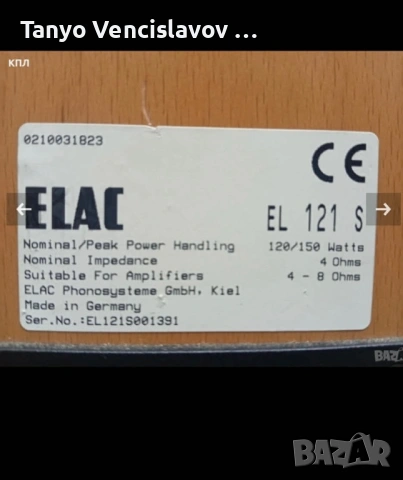 Tanyo Vencislavov ...
кпл
0210031823
CE
ELAC
EL 121 S
Nominal/Peak Power Handling 120/150 Watts
Nominal Impedance 4 Ohms
Suitable For Amplifiers 4 - 8 Ohms
ELAC Phonosysteme GmbH, Kiel
Made in Germany
Ser.No.:EL121S001391
BAZAR
BAZAR